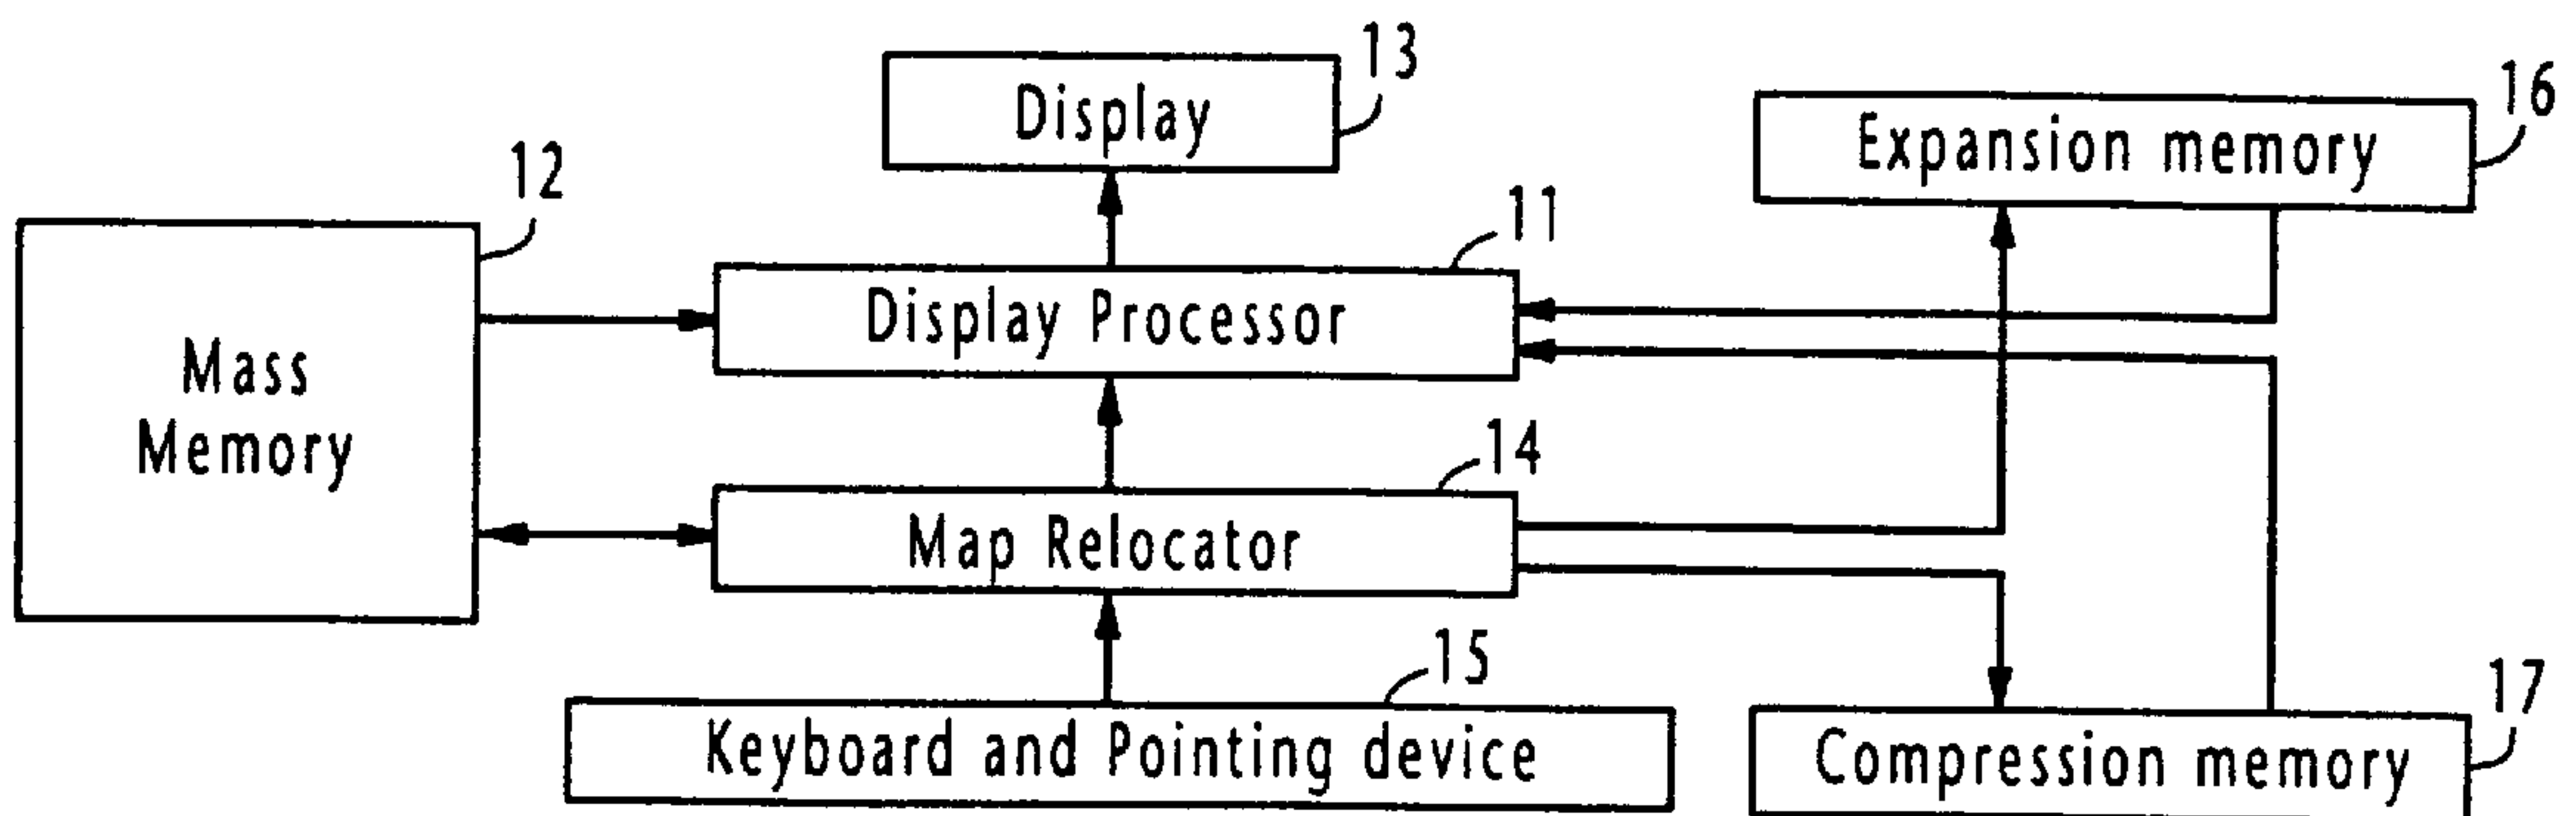 13
Display
16
Expansion memory
12
11
Display Processor
Mass
Memory
14
Map Relocator
15
Keyboard and Pointing device
17
Compression memory